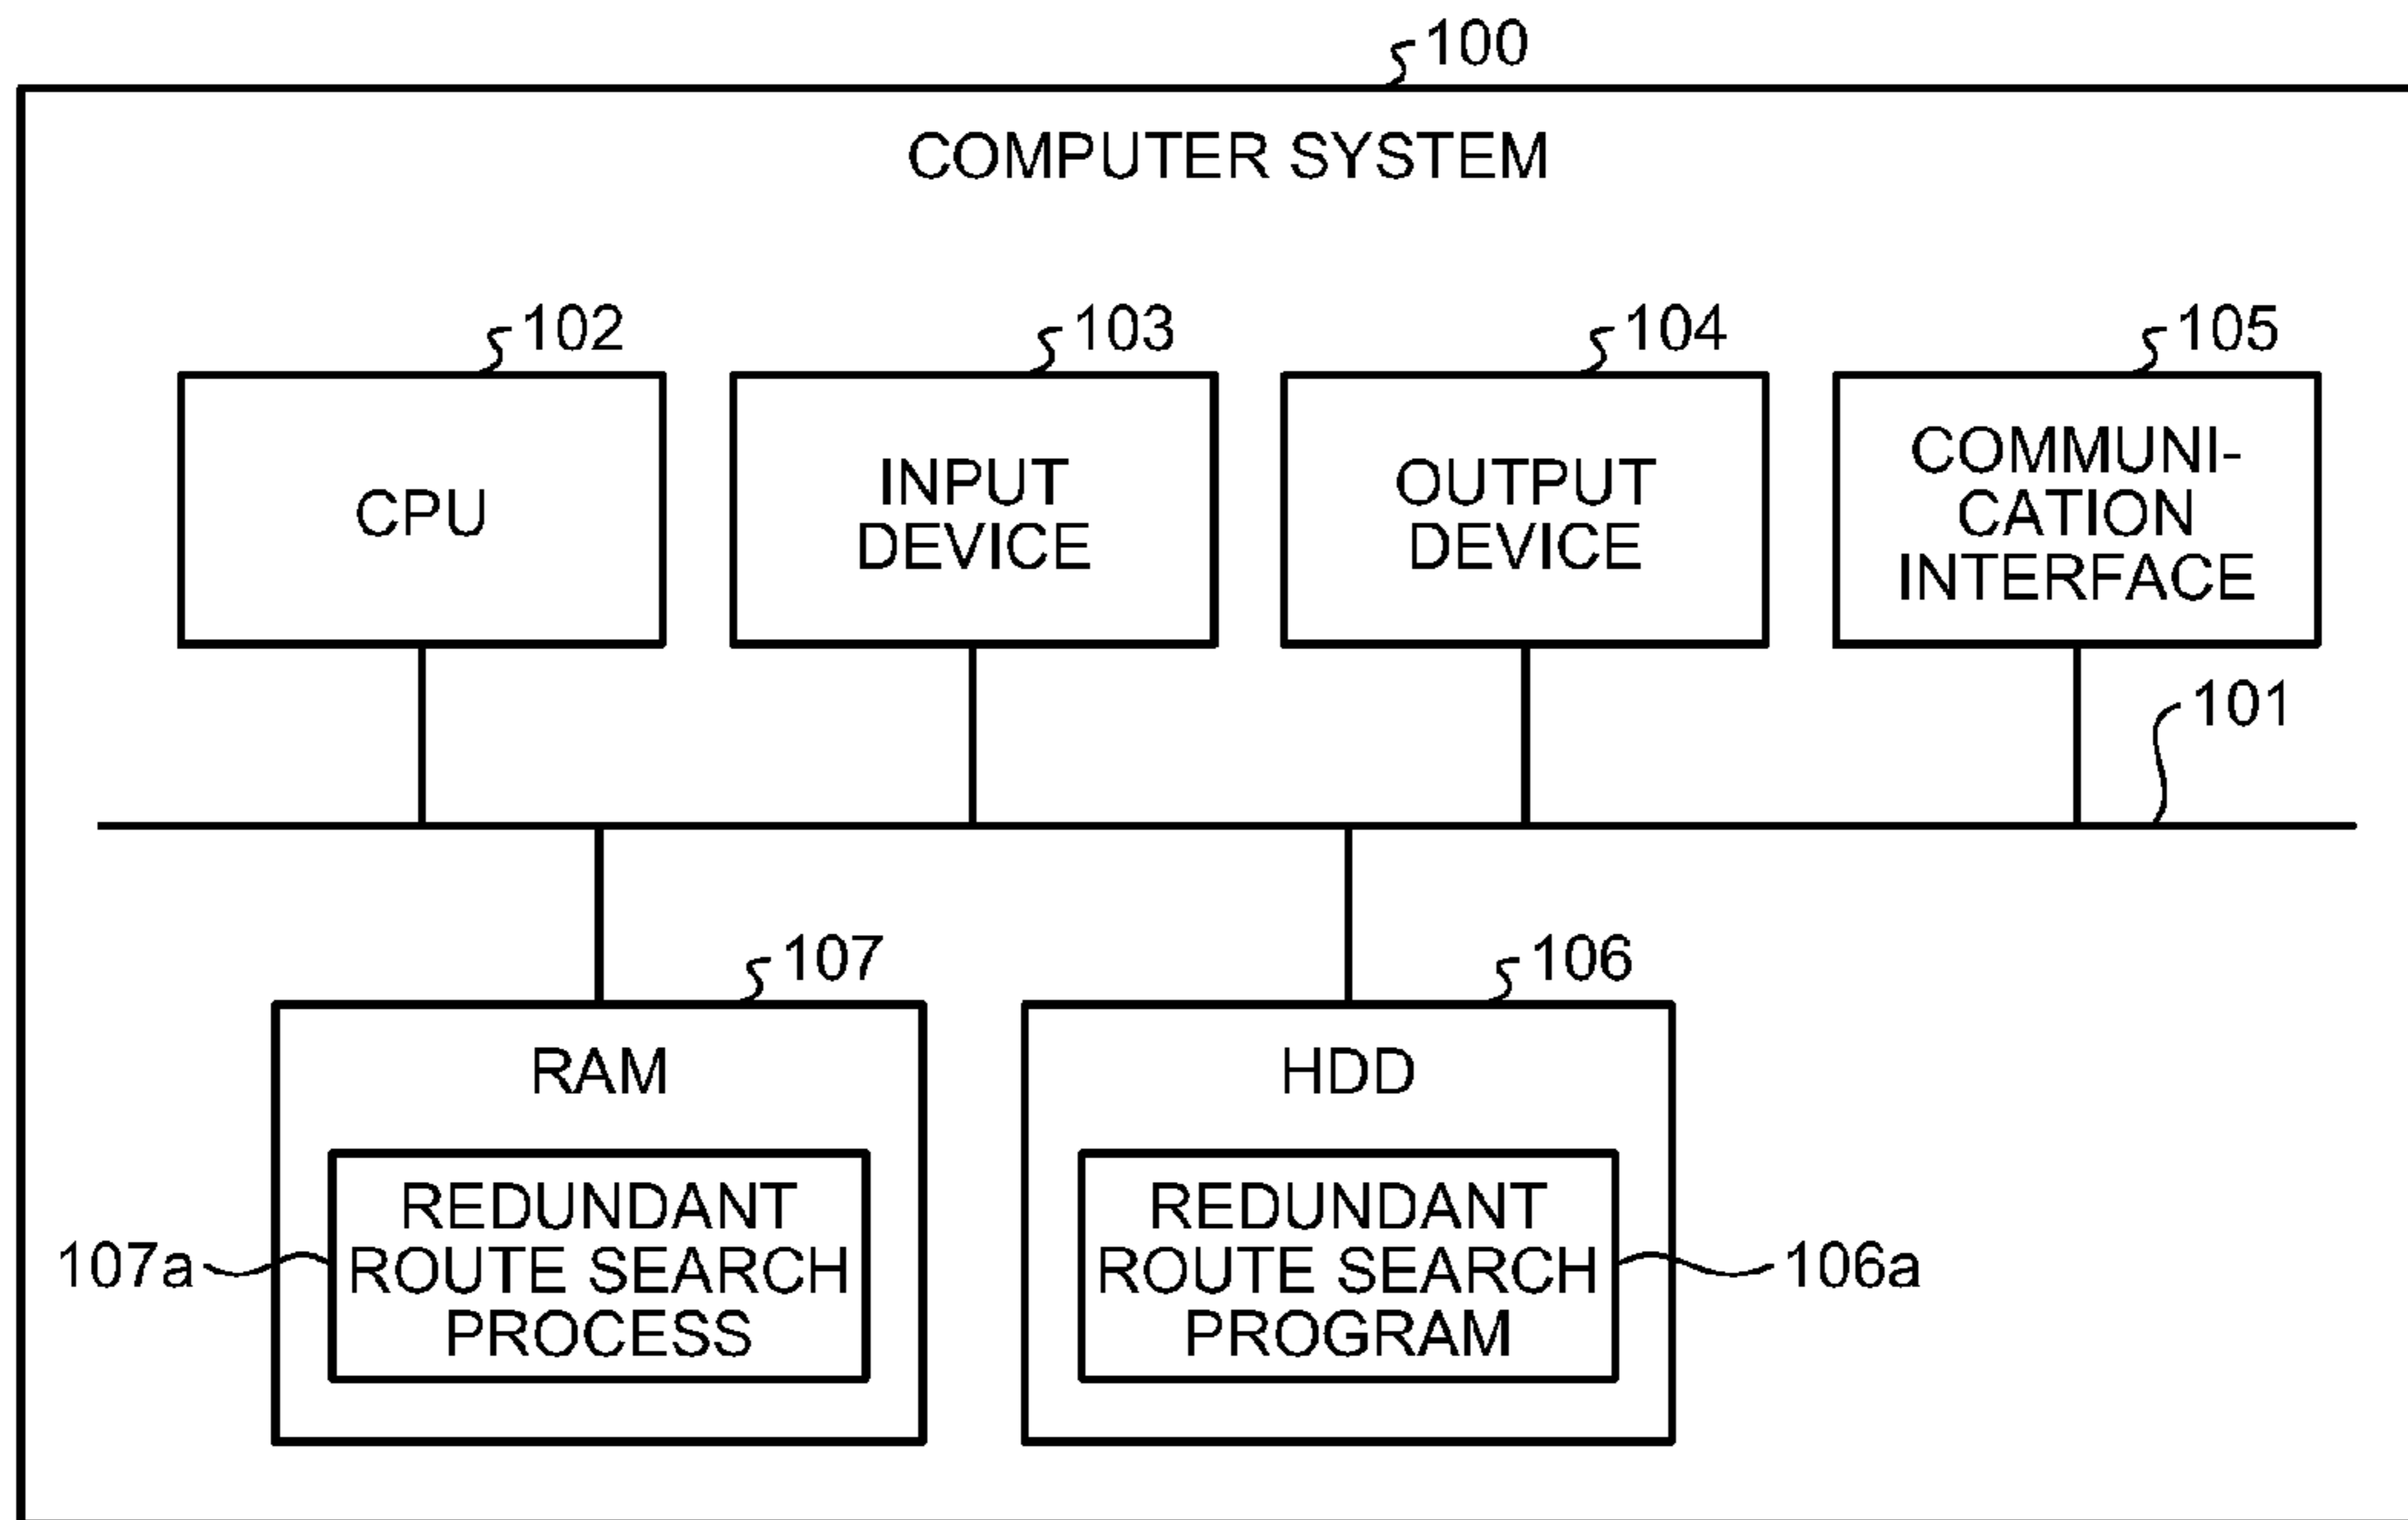 100
COMPUTER SYSTEM
102
103
104
105
CPU
INPUT
DEVICE
OUTPUT
DEVICE
COMMUNI-
CATION
INTERFACE
101
107
106
RAM
HDD
107a
REDUNDANT
ROUTE SEARCH
PROCESS
REDUNDANT
ROUTE SEARCH
PROGRAM
106a